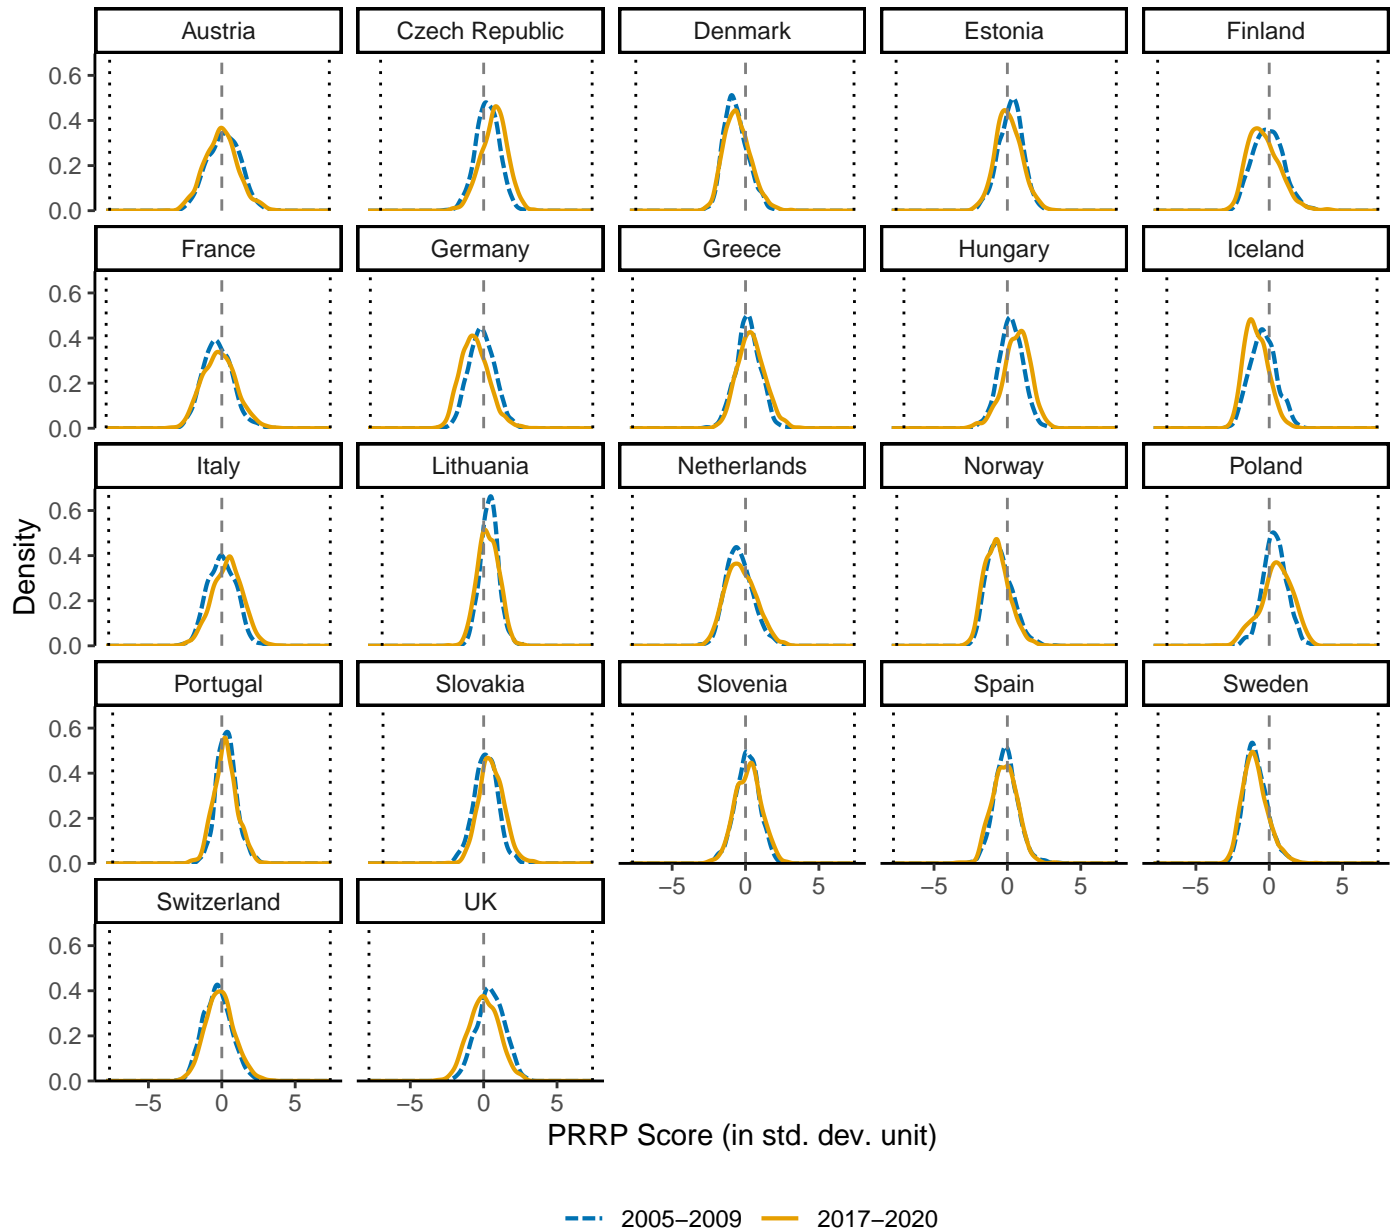 Austria Czech Republic Denmark Estonia Finland
0.6
0.4
0.2
0.0
France Germany Greece Hungary Iceland
0.6
0.4
0.2
0.0
Italy Lithuania Netherlands Norway Poland
0.6
0.4
0.2
0.0
Density
Portugal Slovakia Slovenia Spain Sweden
0.6
0.4
0.2
0.0
−5 0 5 −5 0 5 −5 0 5
Switzerland UK
0.6
0.4
0.2
0.0
−5 0 5 −5 0 5
PRRP Score (in std. dev. unit)
2005−2009 2017−2020